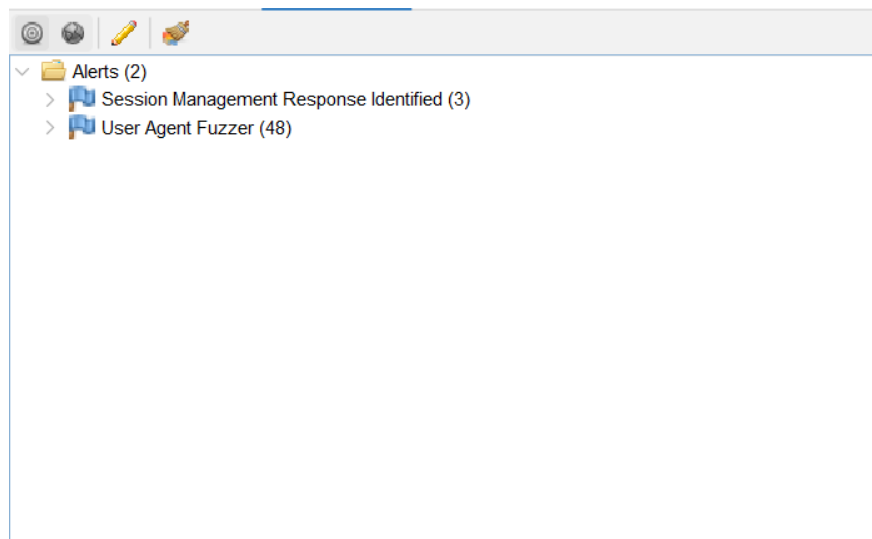 Alerts (2)
Session Management Response Identified (3)
User Agent Fuzzer (48)